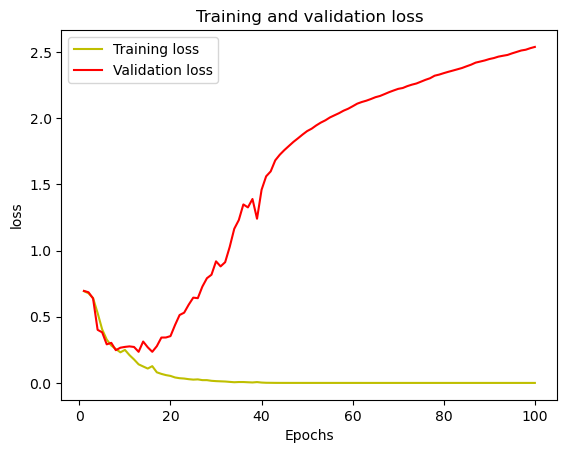 Training and validation loss
Training loss
Validation loss
2.5
2.0
1.5
1.0
0.5
0.0
loss
0 20 40 60 80 100
Epochs